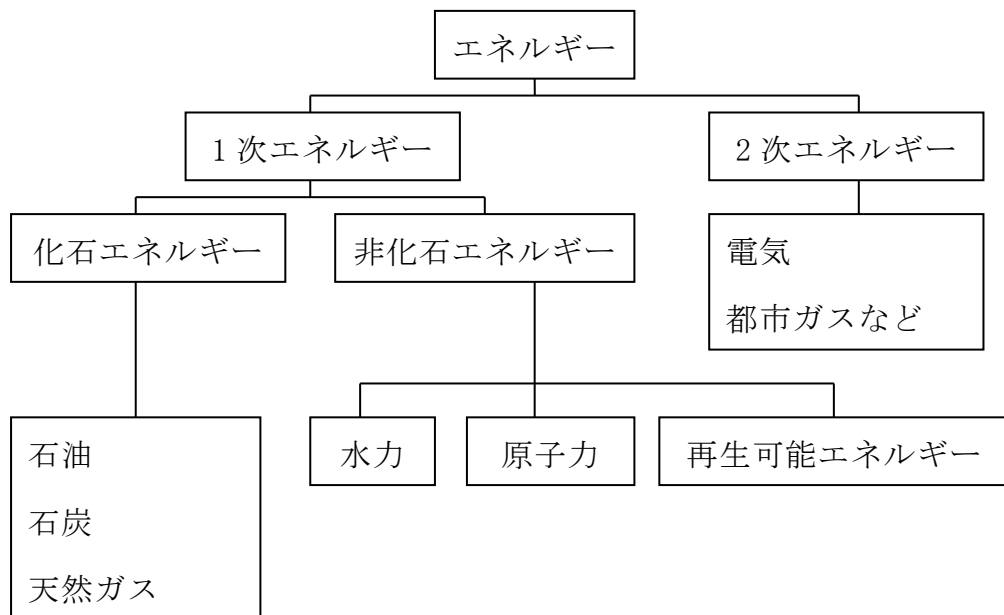 エネルギー
1次エネルギー
2次エネルギー
化石エネルギー
非化石エネルギー
電気
都市ガスなど
石油
石炭
天然ガス
水力
原子力
再生可能エネルギー